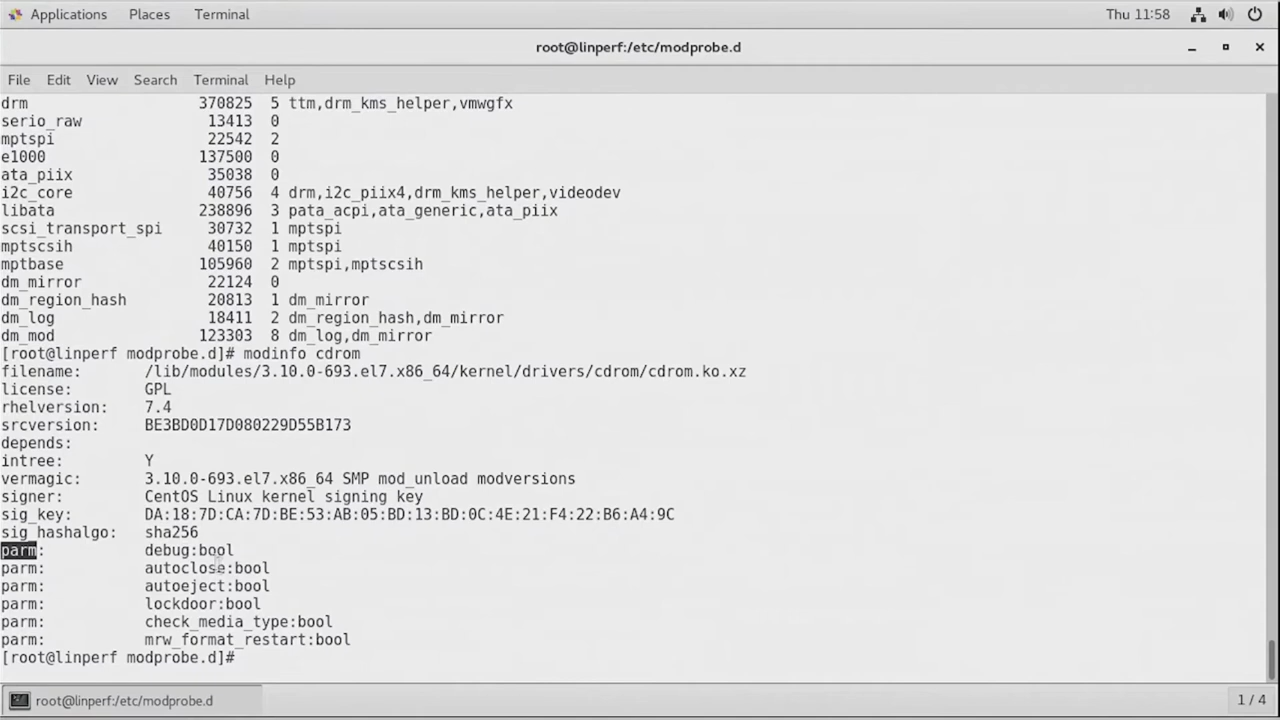 Applications Places Terminal Thu 11:58
root@linperf:/etc/modprobe.d
File Edit View Search Terminal Help
drm 370825 5 ttm,drm_kms_helper,vmwgfx
serio_raw 13413 0
mptspi 22542 2
e1000 137500 0
ata_piix 35038 0
i2c_core 40756 4 drm,i2c_piix4,drm_kms_helper,videodev
libata 238896 3 pata_acpi,ata_generic,ata_piix
scsi_transport_spi 30732 1 mptspi
mptscsih 40150 1 mptspi
mptbase 105960 2 mptspi,mptscsih
dm_mirror 22124 0
dm_region_hash 20813 1 dm_mirror
dm_log 18411 2 dm_region_hash,dm_mirror
dm_mod 123303 8 dm_log,dm_mirror
[root@linperf modprobe.d]# modinfo cdrom
filename: /lib/modules/3.10.0-693.el7.x86_64/kernel/drivers/cdrom/cdrom.ko.xz
license: GPL
rhelversion: 7.4
srcversion: BE3BD0D17D080229D55B173
depends:
intree: Y
vermagic: 3.10.0-693.el7.x86_64 SMP mod_unload modversions
signer: CentOS Linux kernel signing key
sig_key: DA:18:7D:CA:7D:BE:53:AB:05:BD:13:BD:0C:4E:21:F4:22:B6:A4:9C
sig_hashalgo: sha256
parm: debug:bool
parm: autoclose:bool
parm: autoeject:bool
parm: lockdoor:bool
parm: check_media_type:bool
parm: mrw_format_restart:bool
[root@linperf modprobe.d]#
root@linperf:/etc/modprobe.d 1 / 4